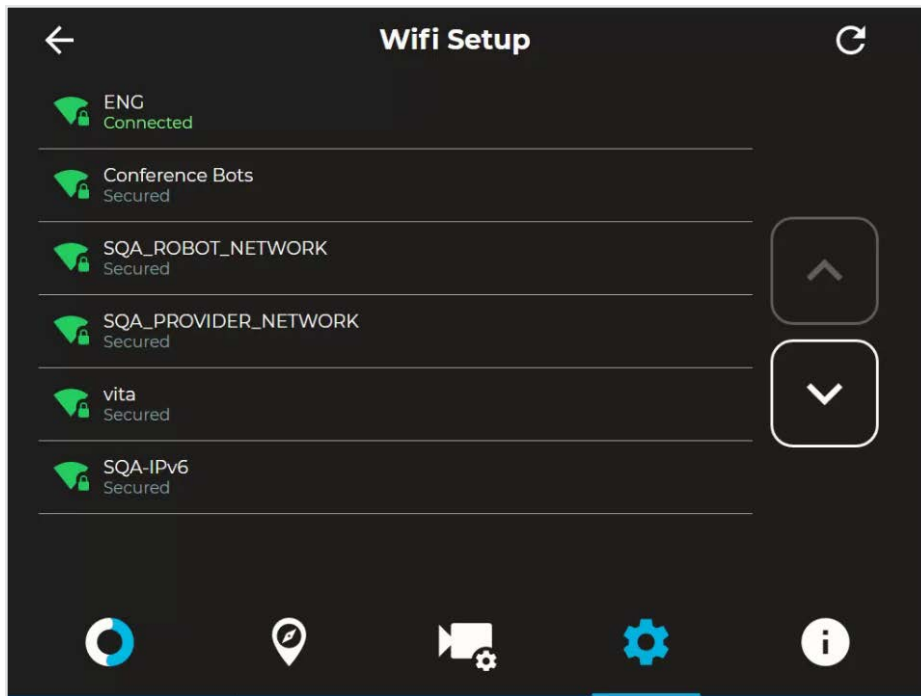 Wifi Setup
ENG
Connected
Conference Bots
Secured
SQA_ROBOT_NETWORK
Secured
SQA_PROVIDER_NETWORK
Secured
vita
Secured
SQA-IPv6
Secured